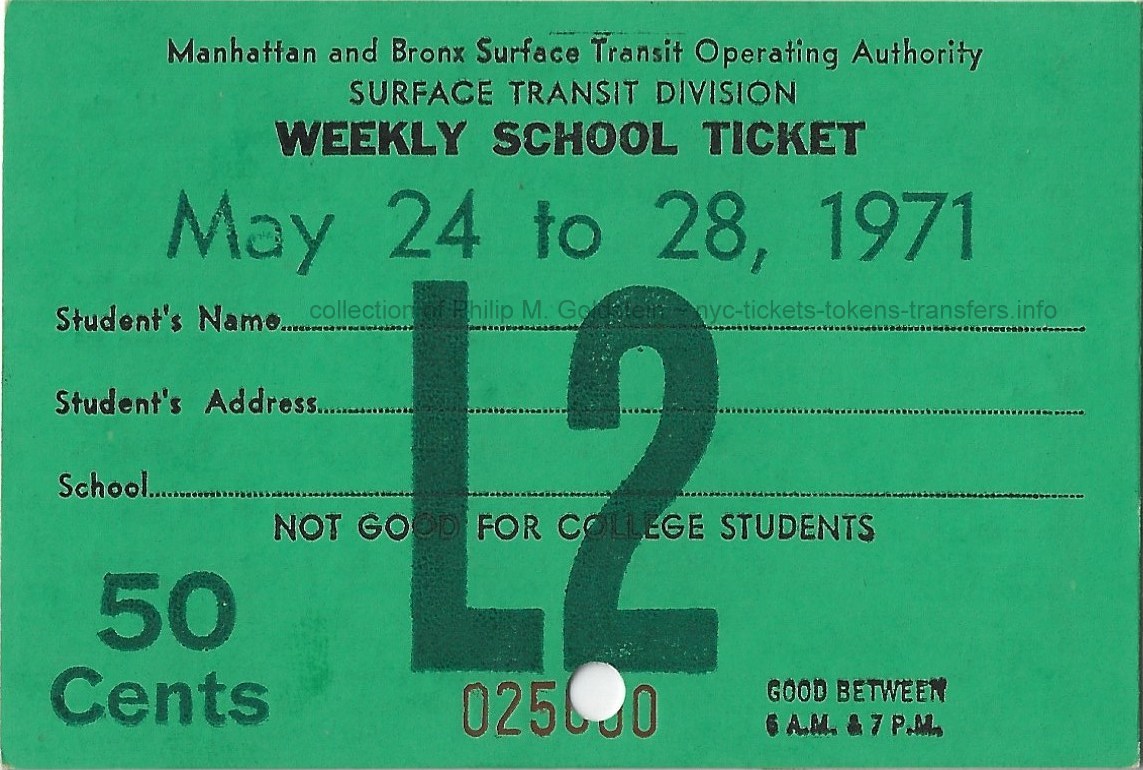 Manhattan and Bronx Surface Transit Operating Authority
SURFACE TRANSIT DIVISION
WEEKLY SCHOOL TICKET
May 24 to 28, 1971
collection of Philip M. Goldstein ~ nyc-tickets-tokens-transfers.info
Student's Name
Student's Address
School
L2
NOT GOOD FOR COLLEGE STUDENTS
50
Cents
GOOD BETWEEN
6 A.M. & 7 P.M.